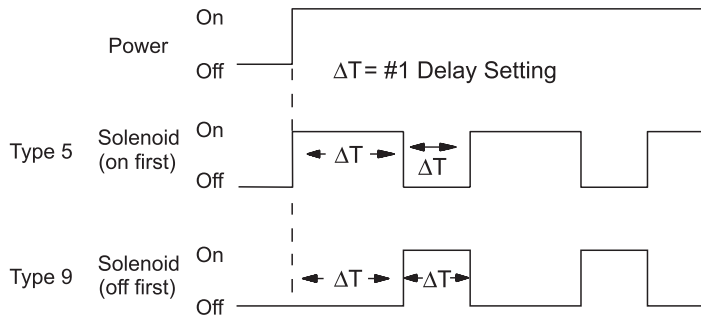 On
Power
Off
ΔT = #1 Delay Setting
On
Type 5 Solenoid
(on first)
ΔT
ΔT
Off
On
Type 9 Solenoid
(off first)
ΔT ΔT
Off